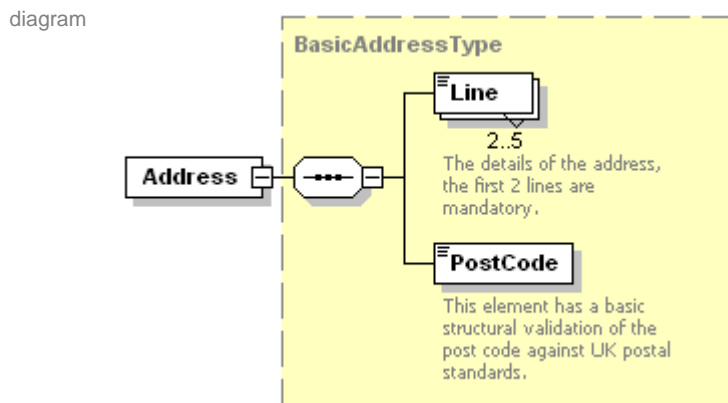 diagram
BasicAddressType
Line
2..5
The details of the address,
the first 2 lines are
mandatory.
Address
PostCode
This element has a basic
structural validation of the
post code against UK postal
standards.